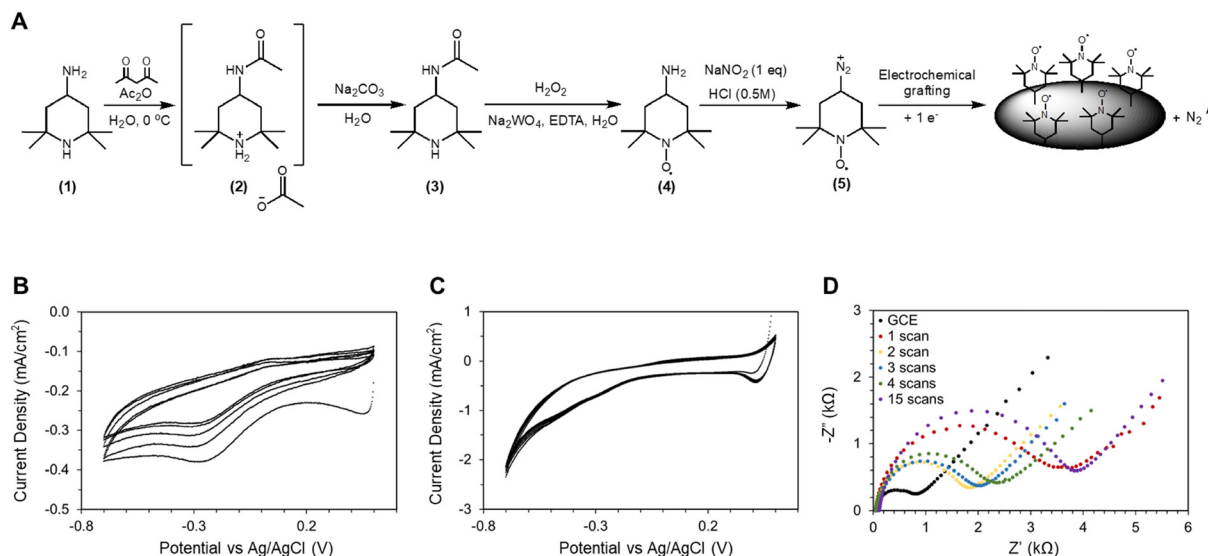 A
NH₂
O O
Ac₂O
H₂O, 0 °C
N
H
(1)
O
HN
+
N
H₂
(2)
O
⁻O
Na₂CO₃
H₂O
O
HN
N
H
(3)
H₂O₂
Na₂WO₄, EDTA, H₂O
NH₂
N
O•
(4)
NaNO₂ (1 eq)
HCl (0.5M)
+
N₂
N
O•
(5)
Electrochemical
grafting
+ 1 e⁻
O•
N
O•
N
O•
N
O•
N
O•
N
+ N₂
B
Current Density (mA/cm²)
0.0
-0.1
-0.2
-0.3
-0.4
-0.5
-0.8 -0.3 0.2
Potential vs Ag/AgCl (V)
C
Current Density (mA/cm²)
1
0
-1
-2
-3
-0.8 -0.3 0.2
Potential vs Ag/AgCl (V)
D
-Z" (kΩ)
3
2
1
0
GCE
1 scan
2 scan
3 scans
4 scans
15 scans
0 1 2 3 4 5 6
Z' (kΩ)